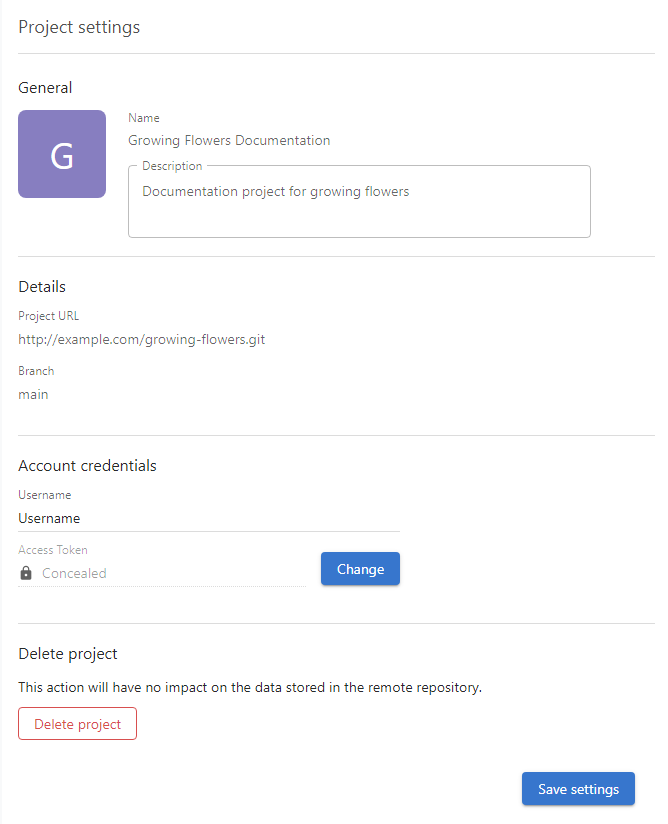 Project settings
General
G
Name
Growing Flowers Documentation
Description
Documentation project for growing flowers
Details
Project URL
http://example.com/growing-flowers.git
Branch
main
Account credentials
Username
Username
Access Token
Concealed
Change
Delete project
This action will have no impact on the data stored in the remote repository.
Delete project
Save settings